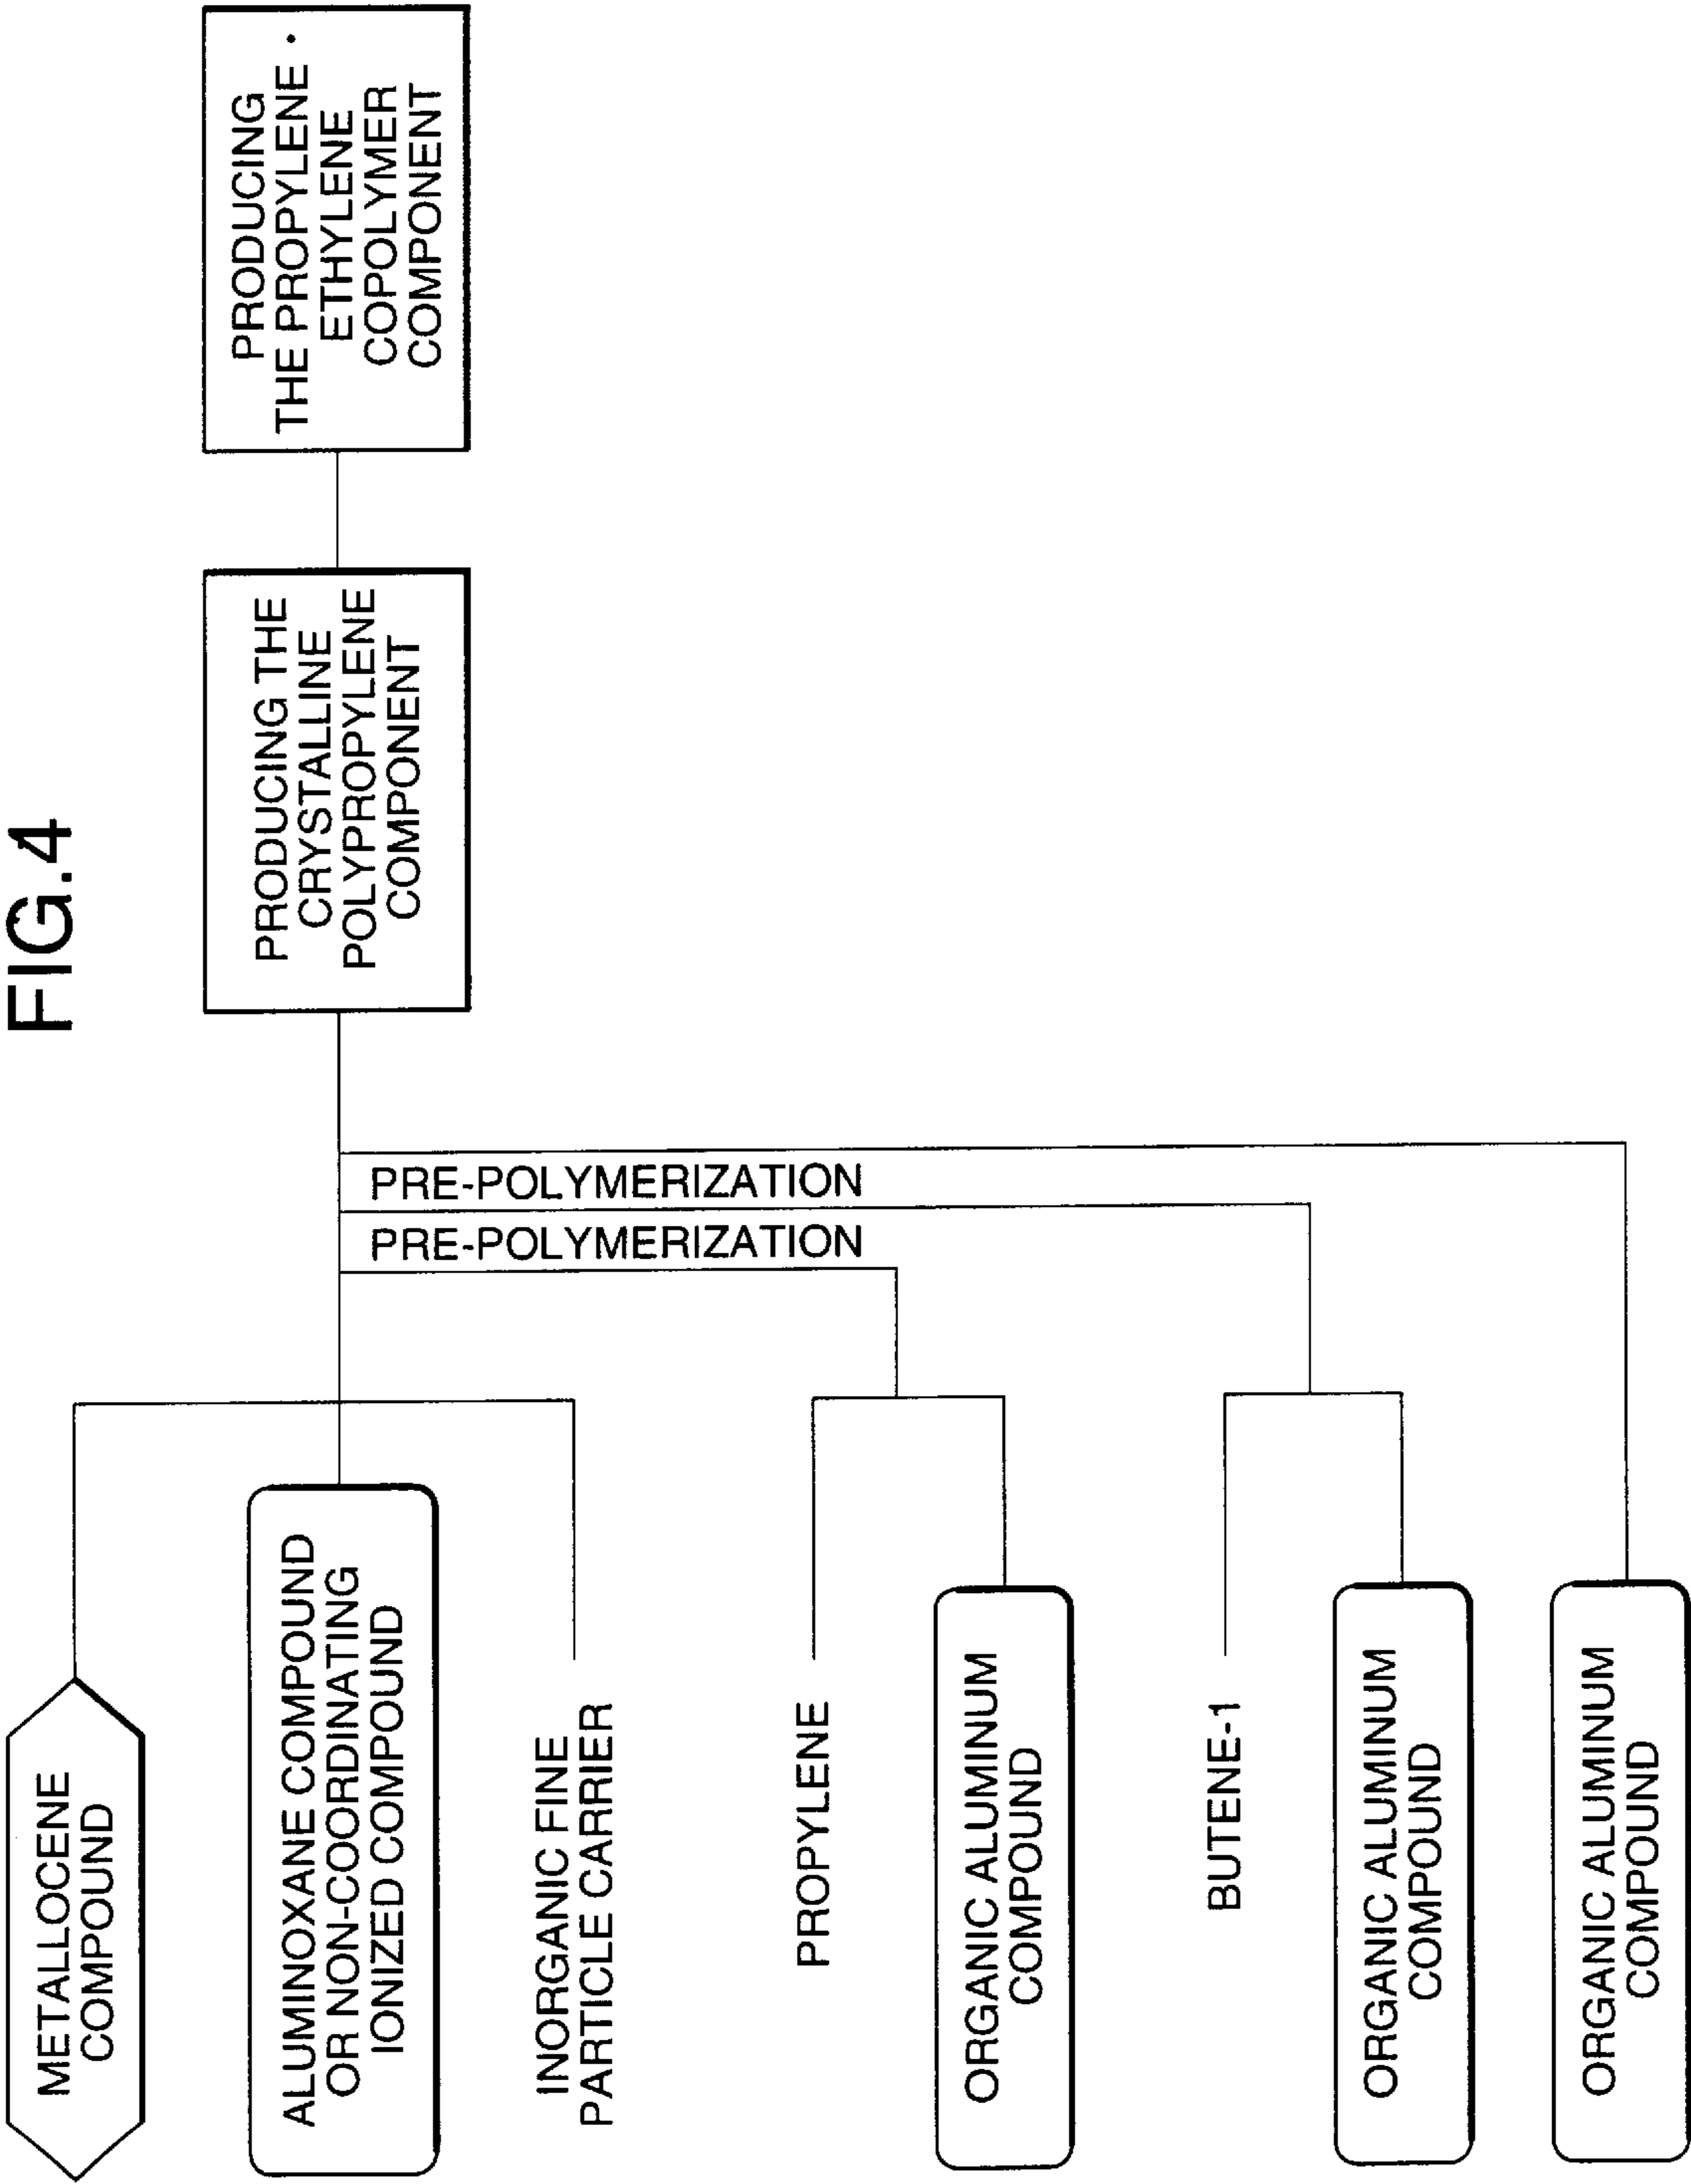 FIG.4
METALLOCENE
COMPOUND
ALUMINOXANE COMPOUND
OR NON-COORDINATING
IONIZED COMPOUND
INORGANIC FINE
PARTICLE CARRIER
PROPYLENE
ORGANIC ALUMINUM
COMPOUND
BUTENE-1
ORGANIC ALUMINUM
COMPOUND
ORGANIC ALUMINUM
COMPOUND
PRE-POLYMERIZATION
PRE-POLYMERIZATION
PRODUCING THE
CRYSTALLINE
POLYPROPYLENE
COMPONENT
PRODUCING
THE PROPYLENE ·
ETHYLENE
COPOLYMER
COMPONENT